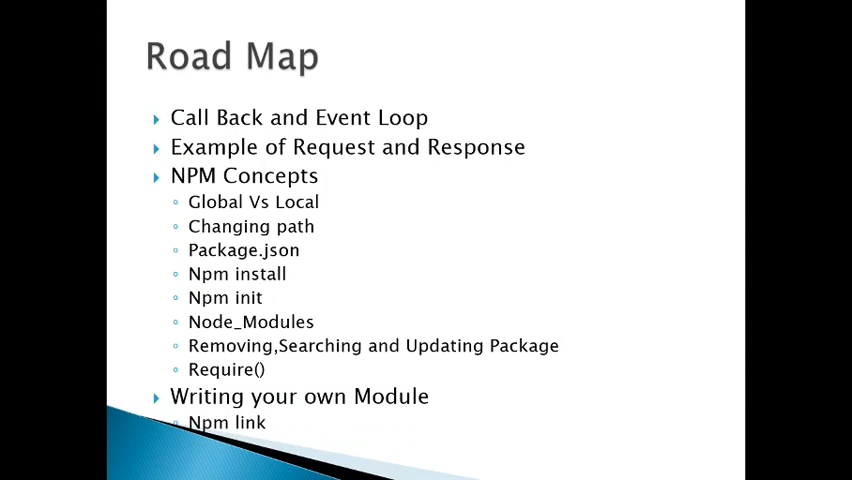 Road Map
Call Back and Event Loop
Example of Request and Response
NPM Concepts
Global Vs Local
Changing path
Package.json
Npm install
Npm init
Node_Modules
Removing,Searching and Updating Package
Require()
Writing your own Module
Npm link